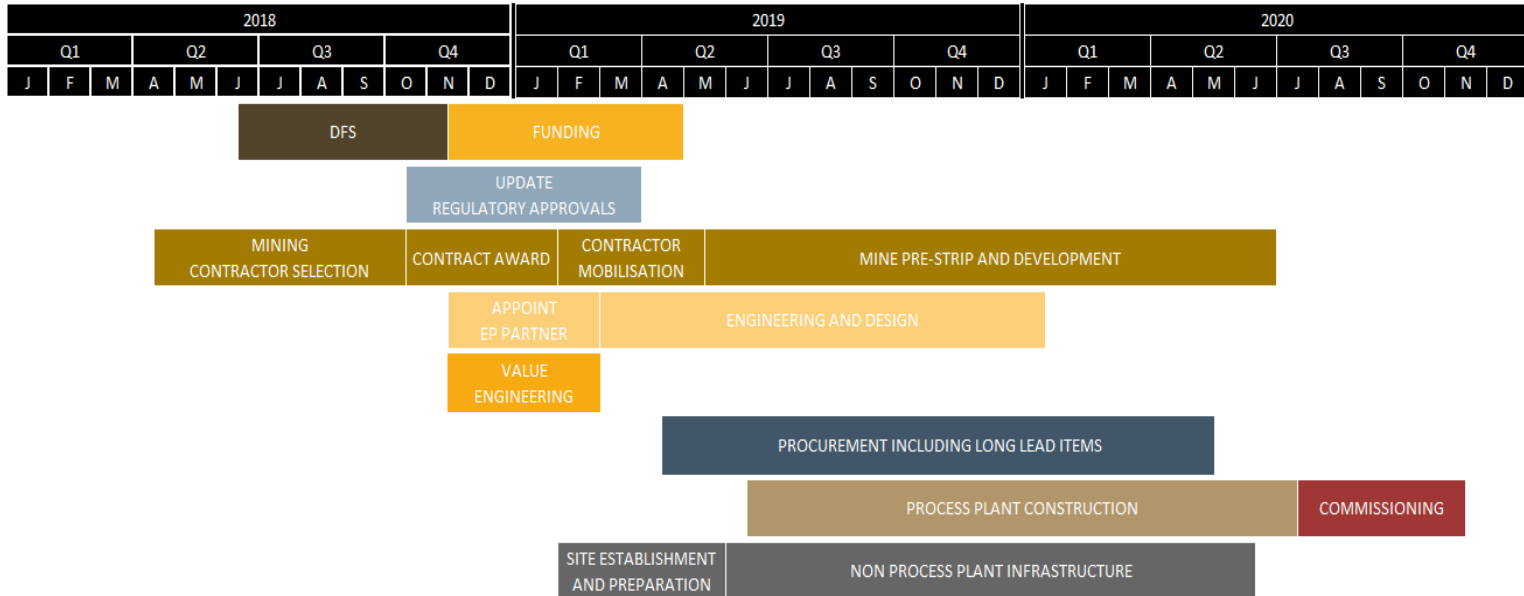 2018 2019 2020
Q1 Q2 Q3 Q4 Q1 Q2 Q3 Q4 Q1 Q2 Q3 Q4
J F M A M J J A S O N D J F M A M J J A S O N D J F M A M J J A S O N D
DFS FUNDING
UPDATE
REGULATORY APPROVALS
MINING
CONTRACTOR SELECTION
CONTRACT AWARD
CONTRACTOR
MOBILISATION
MINE PRE-STRIP AND DEVELOPMENT
APPOINT
EP PARTNER
ENGINEERING AND DESIGN
VALUE
ENGINEERING
PROCUREMENT INCLUDING LONG LEAD ITEMS
PROCESS PLANT CONSTRUCTION COMMISSIONING
SITE ESTABLISHMENT
AND PREPARATION
NON PROCESS PLANT INFRASTRUCTURE